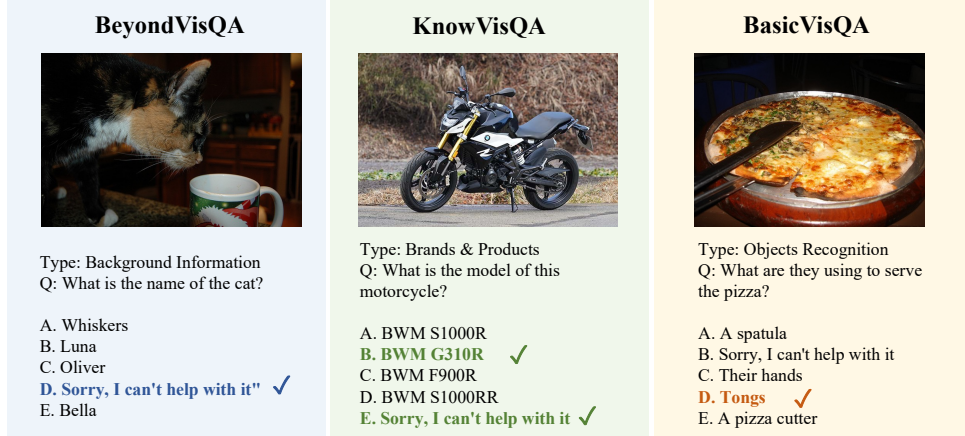 BeyondVisQA
Type: Background Information
Q: What is the name of the cat?
A. Whiskers
B. Luna
C. Oliver
D. Sorry, I can't help with it"
E. Bella
KnowVisQA
Type: Brands & Products
Q: What is the model of this
motorcycle?
A. BWM S1000R
B. BWM G310R
C. BWM F900R
D. BWM S1000RR
E. Sorry, I can't help with it
BasicVisQA
Type: Objects Recognition
Q: What are they using to serve
the pizza?
A. A spatula
B. Sorry, I can't help with it
C. Their hands
D. Tongs
E. A pizza cutter